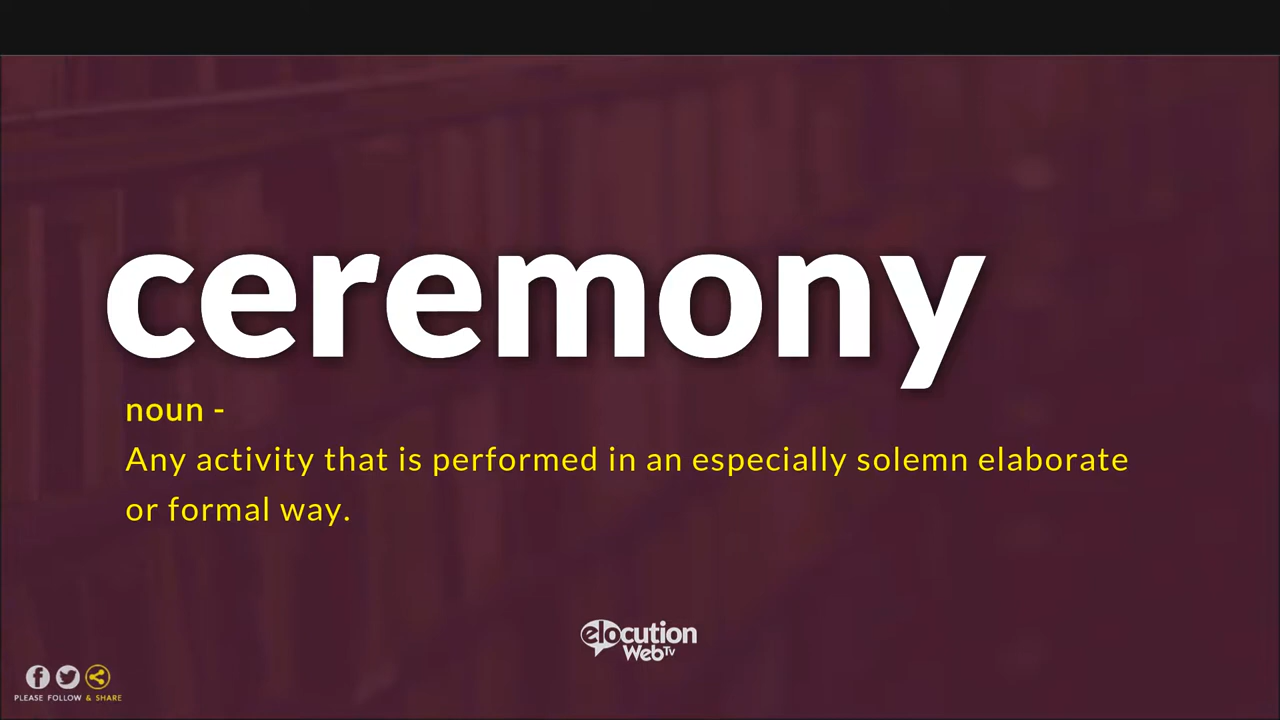 ceremony
noun -
Any activity that is performed in an especially solemn elaborate
or formal way.
elocution
WebTv
PLEASE FOLLOW & SHARE